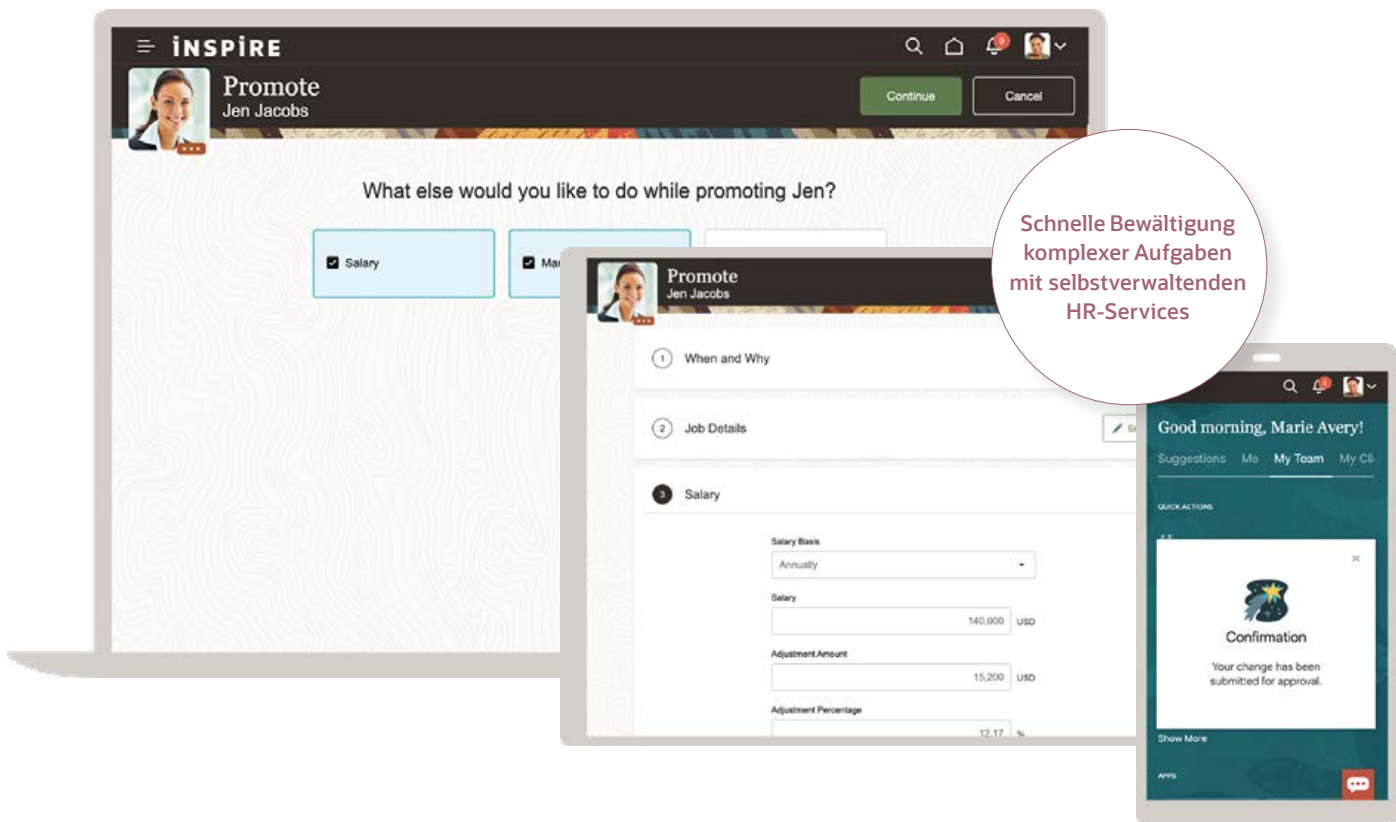 iNSPiRE
Promote
Jen Jacobs
Continue
Cancel
What else would you like to do while promoting Jen?
Salary
Schnelle Bewältigung
komplexer Aufgaben
mit selbstverwaltenden
HR-Services
Promote
Jen Jacobs
1 When and Why
2 Job Details
3 Salary
Salary Basis
Annually
Salary
140,000 USD
Adjustment Amount
15,200 USD
Adjustment Percentage
12.17 %
Good morning, Marie Avery!
Suggestions Me My Team My
QUICK ACTIONS
Confirmation
Your change has been
submitted for approval.
Show More
APPS